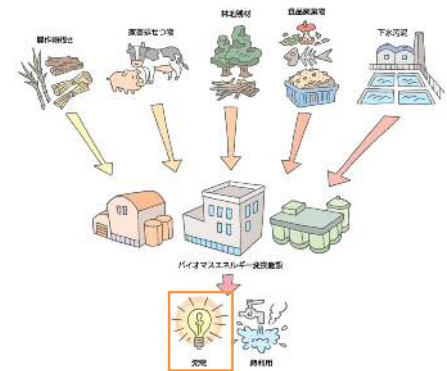 農作物残さ
家畜排せつ物
林地残材
食品廃棄物
下水汚泥
バイオマスエネルギー変換施設
発電
熱利用